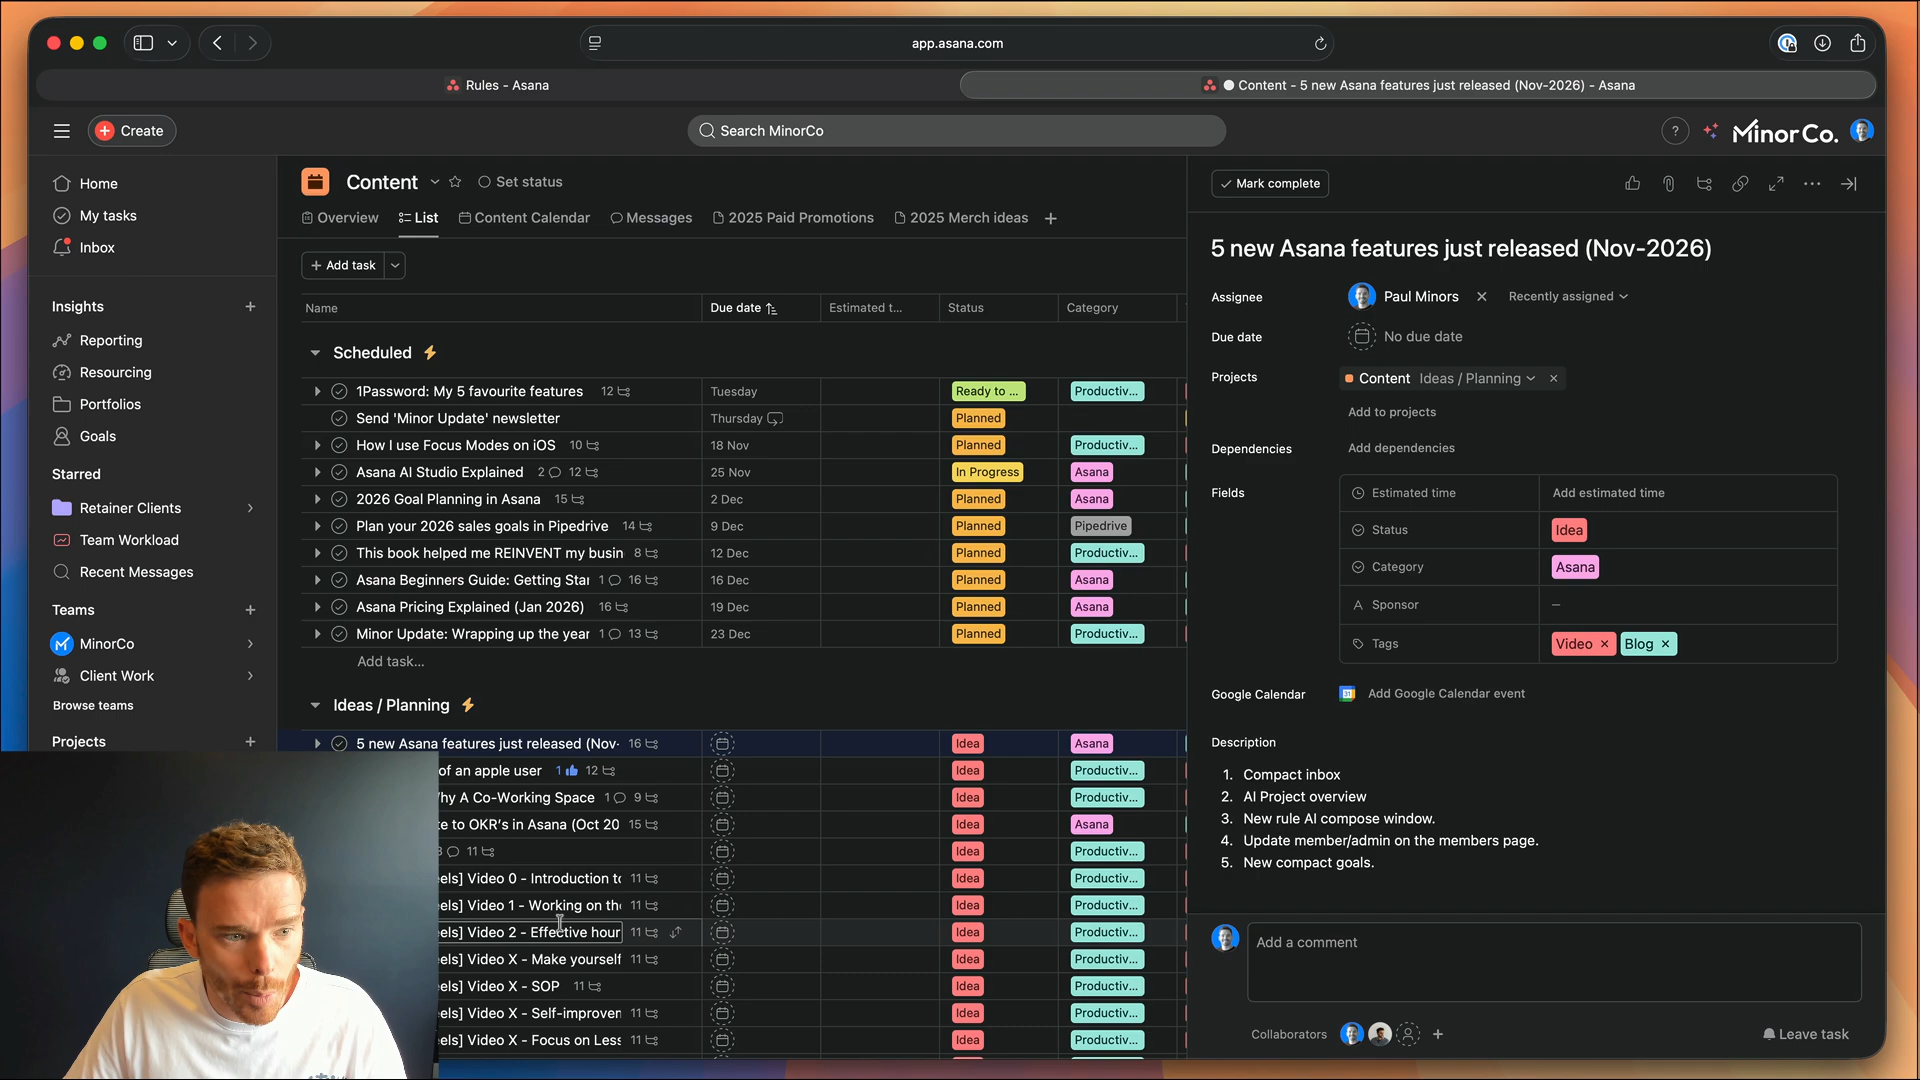 app.asana.com
Rules - Asana
Content - 5 new Asana features just released (Nov-2026) - Asana
Create
Search MinorCo
?
MinorCo.
Home
My tasks
Inbox
Insights
Reporting
Resourcing
Portfolios
Goals
Starred
Retainer Clients
Team Workload
Recent Messages
Teams
MinorCo
Client Work
Browse teams
Projects
Content
Set status
Overview
List
Content Calendar
Messages
2025 Paid Promotions
2025 Merch ideas
Add task
Name Due date Estimated t... Status Category
Scheduled
1Password: My 5 favourite features 12 Tuesday Ready to ... Productiv...
Send 'Minor Update' newsletter Thursday Planned
How I use Focus Modes on iOS 10 18 Nov Planned Productiv...
Asana AI Studio Explained 2 12 25 Nov In Progress Asana
2026 Goal Planning in Asana 15 2 Dec Planned Asana
Plan your 2026 sales goals in Pipedrive 14 9 Dec Planned Pipedrive
This book helped me REINVENT my busin 8 12 Dec Planned Productiv...
Asana Beginners Guide: Getting Star 1 16 16 Dec Planned Asana
Asana Pricing Explained (Jan 2026) 16 19 Dec Planned Asana
Minor Update: Wrapping up the year 1 13 23 Dec Planned Productiv...
Add task...
Ideas / Planning
5 new Asana features just released (Nov- 16 Idea Asana
of an apple user 1 12 Idea Productiv...
hy A Co-Working Space 1 9 Idea Productiv...
e to OKR's in Asana (Oct 20 15 Idea Asana
11 Idea Productiv...
els] Video 0 - Introduction to 11 Idea Productiv...
els] Video 1 - Working on the 11 Idea Productiv...
els] Video 2 - Effective hour 11 Idea Productiv...
els] Video X - Make yourself 11 Idea Productiv...
els] Video X - SOP 11 Idea Productiv...
els] Video X - Self-improven 11 Idea Productiv...
els] Video X - Focus on Less 11 Idea Productiv...
Mark complete
5 new Asana features just released (Nov-2026)
Assignee Paul Minors Recently assigned
Due date No due date
Projects Content Ideas / Planning
Add to projects
Dependencies Add dependencies
Fields Estimated time Add estimated time
Status Idea
Category Asana
Sponsor —
Tags Video Blog
Google Calendar 31 Add Google Calendar event
Description
1. Compact inbox
2. AI Project overview
3. New rule AI compose window.
4. Update member/admin on the members page.
5. New compact goals.
Add a comment
Collaborators
Leave task